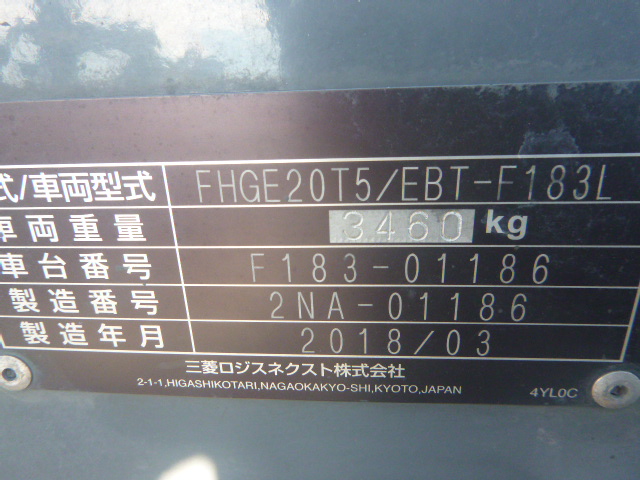 式/車両型式 FHGE20T5/EBT-F183L
車両重量 3460 kg
車台番号 F183-01186
製造番号 2NA-01186
製造年月 2018/03
三菱ロジスネクスト株式会社
2-1-1,HIGASHIKOTARI,NAGAOKAKYO-SHI,KYOTO,JAPAN
4YL0C